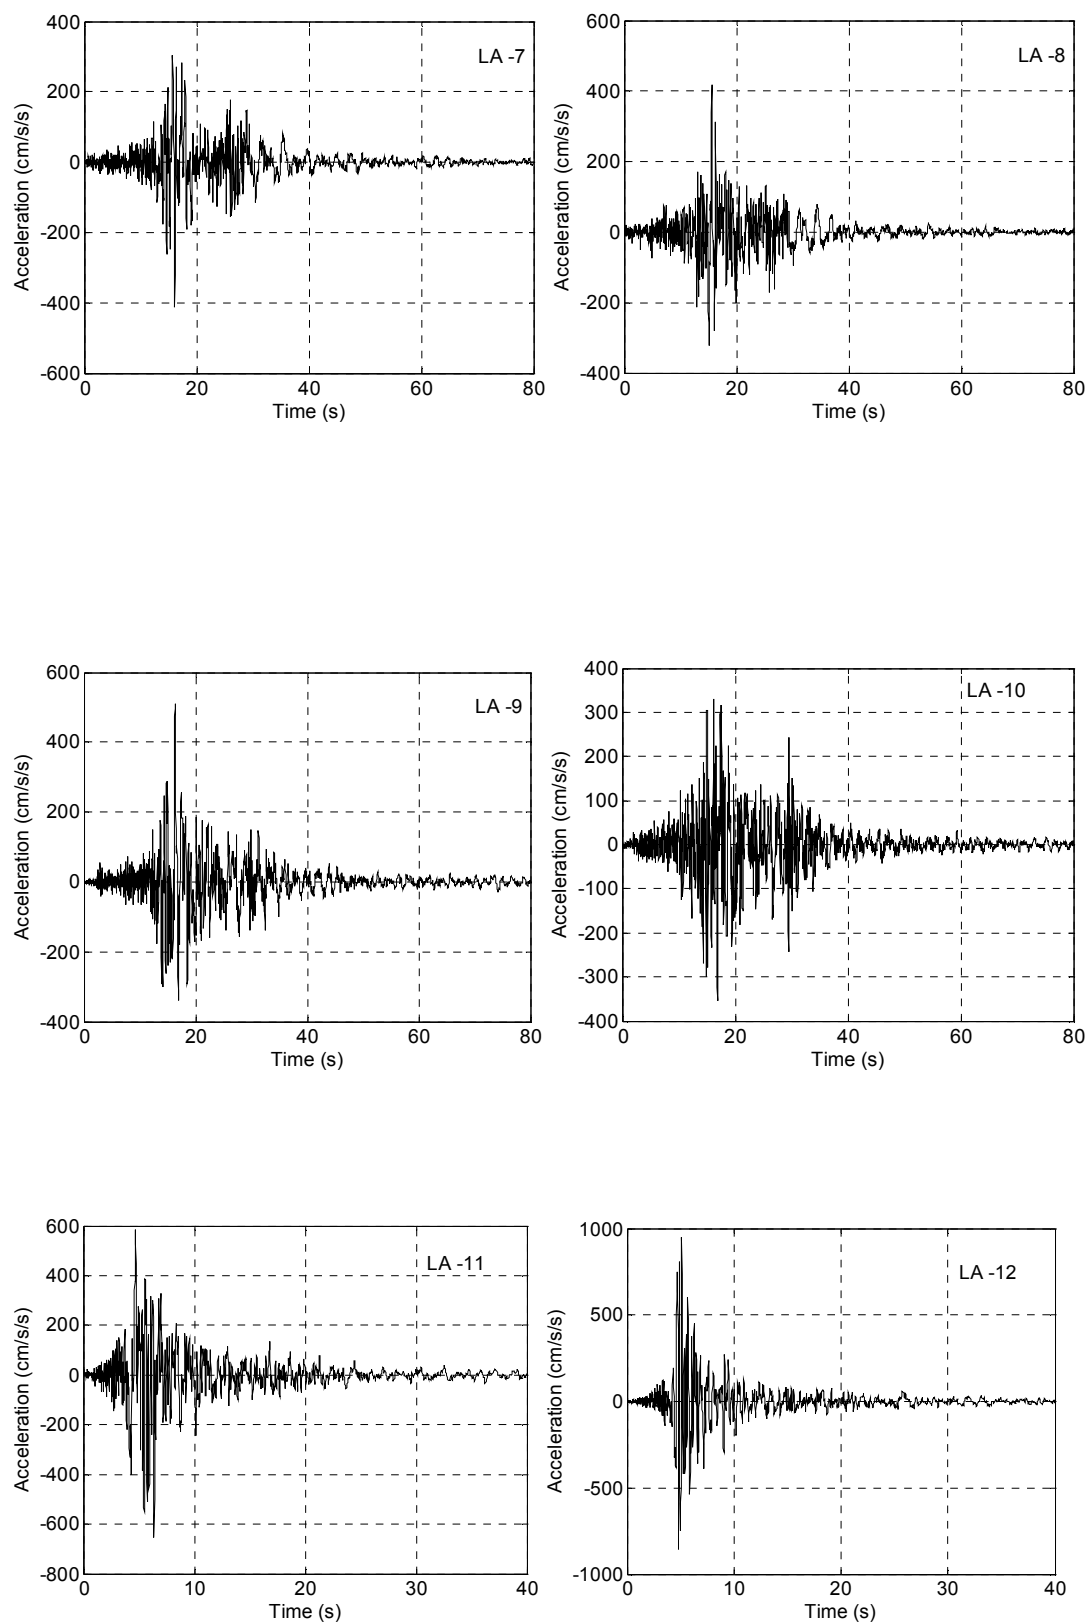 LA -7
Acceleration (cm/s/s)
400
200
0
-200
-400
-600
0 20 40 60 80
Time (s)
LA -8
Acceleration (cm/s/s)
600
400
200
0
-200
-400
0 20 40 60 80
Time (s)
LA -9
Acceleration (cm/s/s)
600
400
200
0
-200
-400
0 20 40 60 80
Time (s)
LA -10
Acceleration (cm/s/s)
400
300
200
100
0
-100
-200
-300
-400
0 20 40 60 80
Time (s)
LA -11
Acceleration (cm/s/s)
600
400
200
0
-200
-400
-600
-800
0 10 20 30 40
Time (s)
LA -12
Acceleration (cm/s/s)
1000
500
0
-500
-1000
0 10 20 30 40
Time (s)